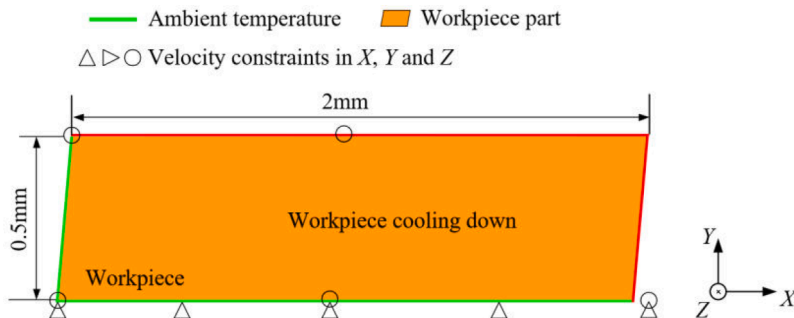 Ambient temperature Workpiece part
Velocity constraints in X, Y and Z
2mm
0.5mm
Workpiece cooling down
Workpiece
Y
Z
X